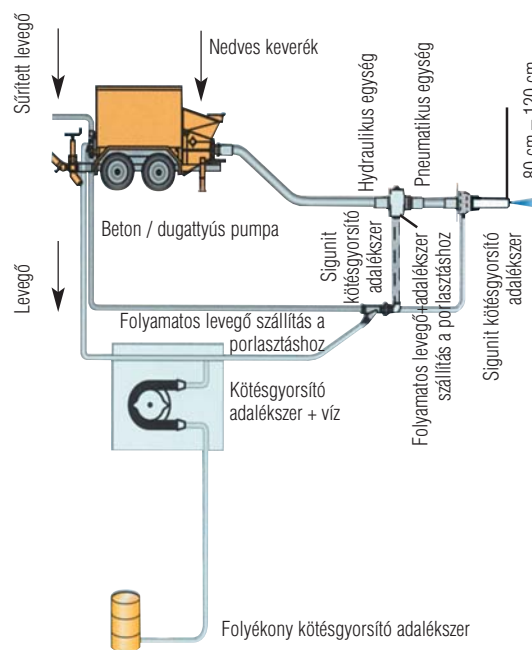 Sűrített levegő
Nedves keverék
80 cm – 120 cm
Hydraulikus egység
Pneumatikus egység
Beton / dugattyús pumpa
Levegő
Sigunit
kötésgyorsító
adalékszer
Folyamatos levegő+adalékszer
szállítás a porlasztáshoz
Sigunit kötésgyorsító adalékszer
Folyamatos levegő szállítás a
porlasztáshoz
Kötésgyorsító
adalékszer + víz
Folyékony kötésgyorsító adalékszer